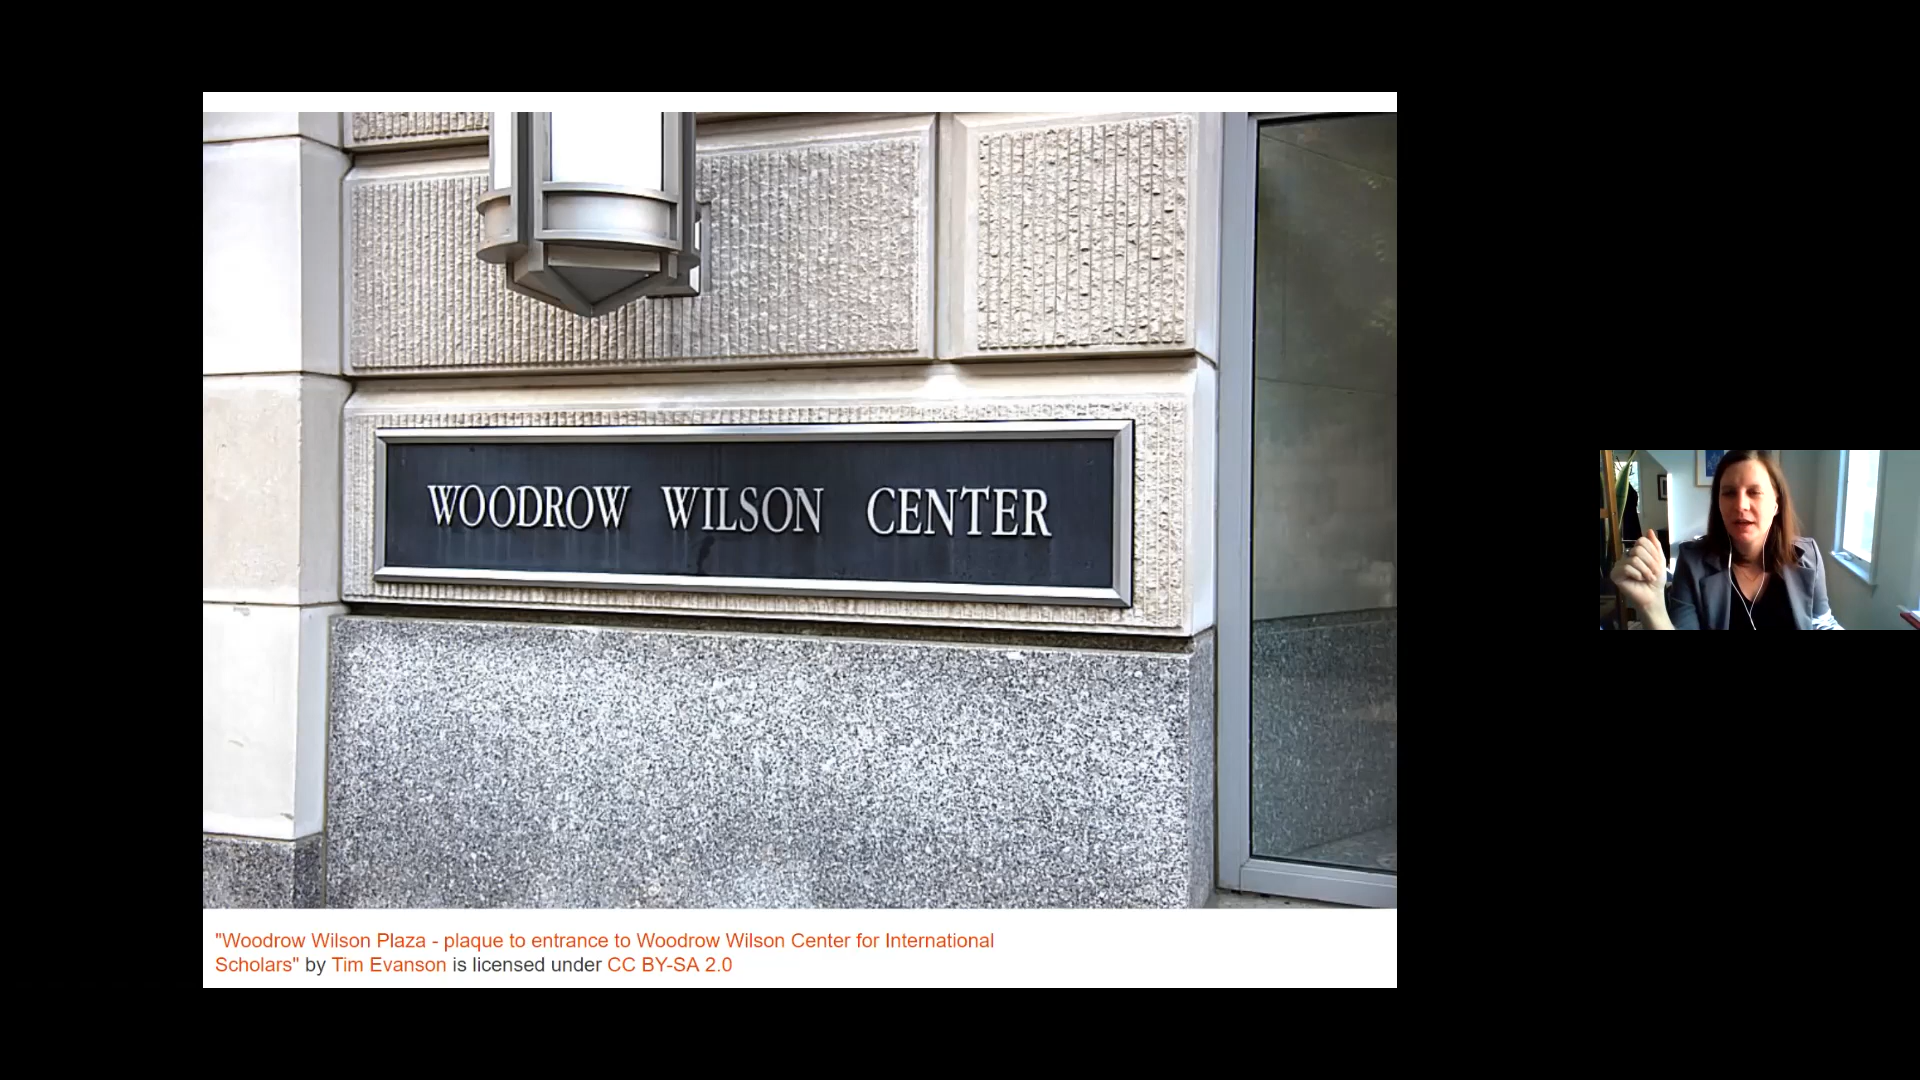 WOODROW WILSON CENTER
"Woodrow Wilson Plaza - plaque to entrance to Woodrow Wilson Center for International
Scholars" by Tim Evanson is licensed under CC BY-SA 2.0